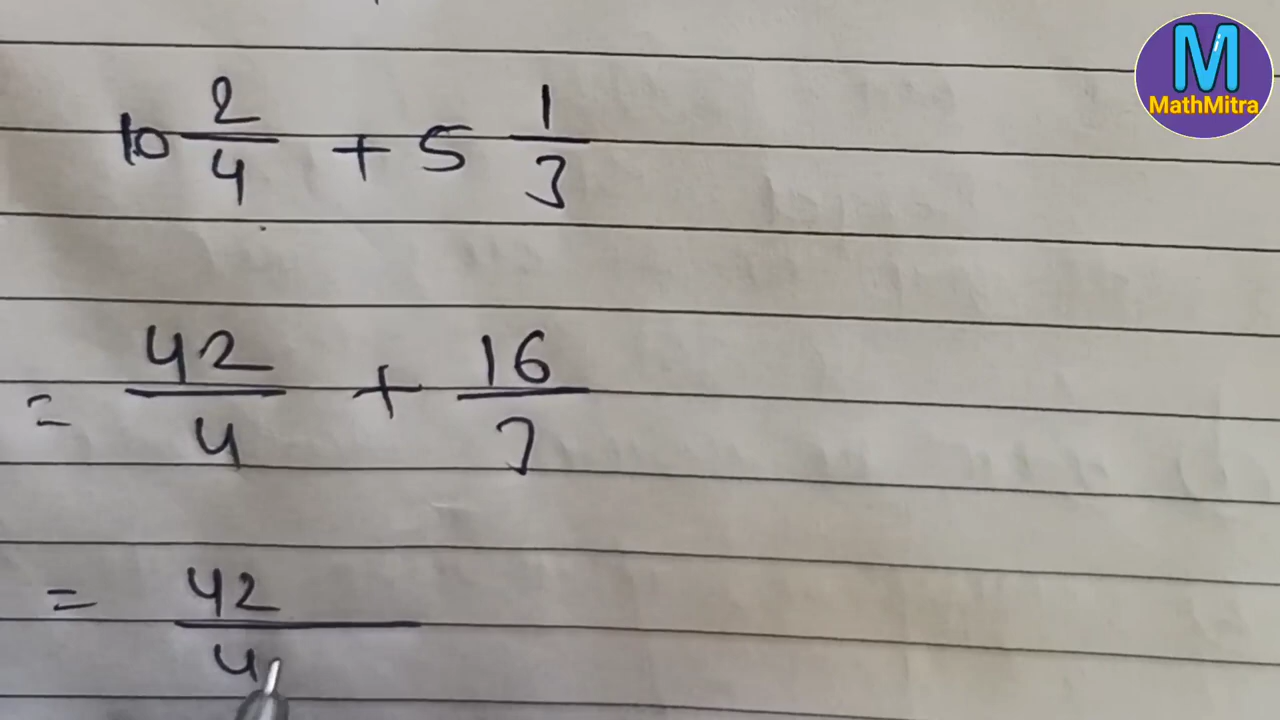 M
MathMitra
10 2/4 + 5 1/3
= 42/4 + 16/3
= 42/4